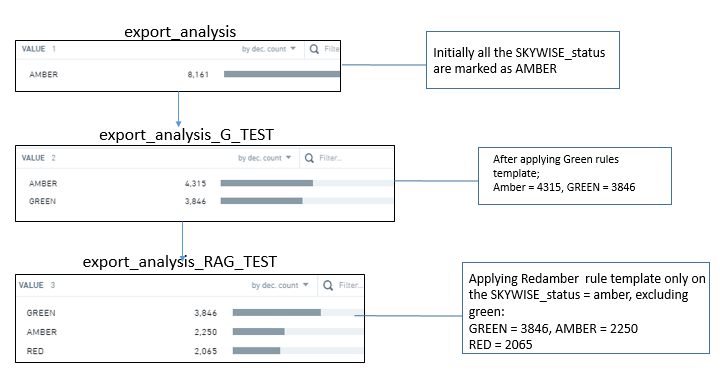 export_analysis
VALUE 1 by dec. count Filte
AMBER 8,161
Initially all the SKYWISE_status
are marked as AMBER
export_analysis_G_TEST
VALUE 2 by dec. count Filter...
AMBER 4,315
GREEN 3,846
After applying Green rules
template;
Amber = 4315, GREEN = 3846
export_analysis_RAG_TEST
VALUE 3 by dec. count Filter...
GREEN 3,846
AMBER 2,250
RED 2,065
Applying Redamber rule template only on
the SKYWISE_status = amber, excluding
green:
GREEN = 3846, AMBER = 2250
RED = 2065